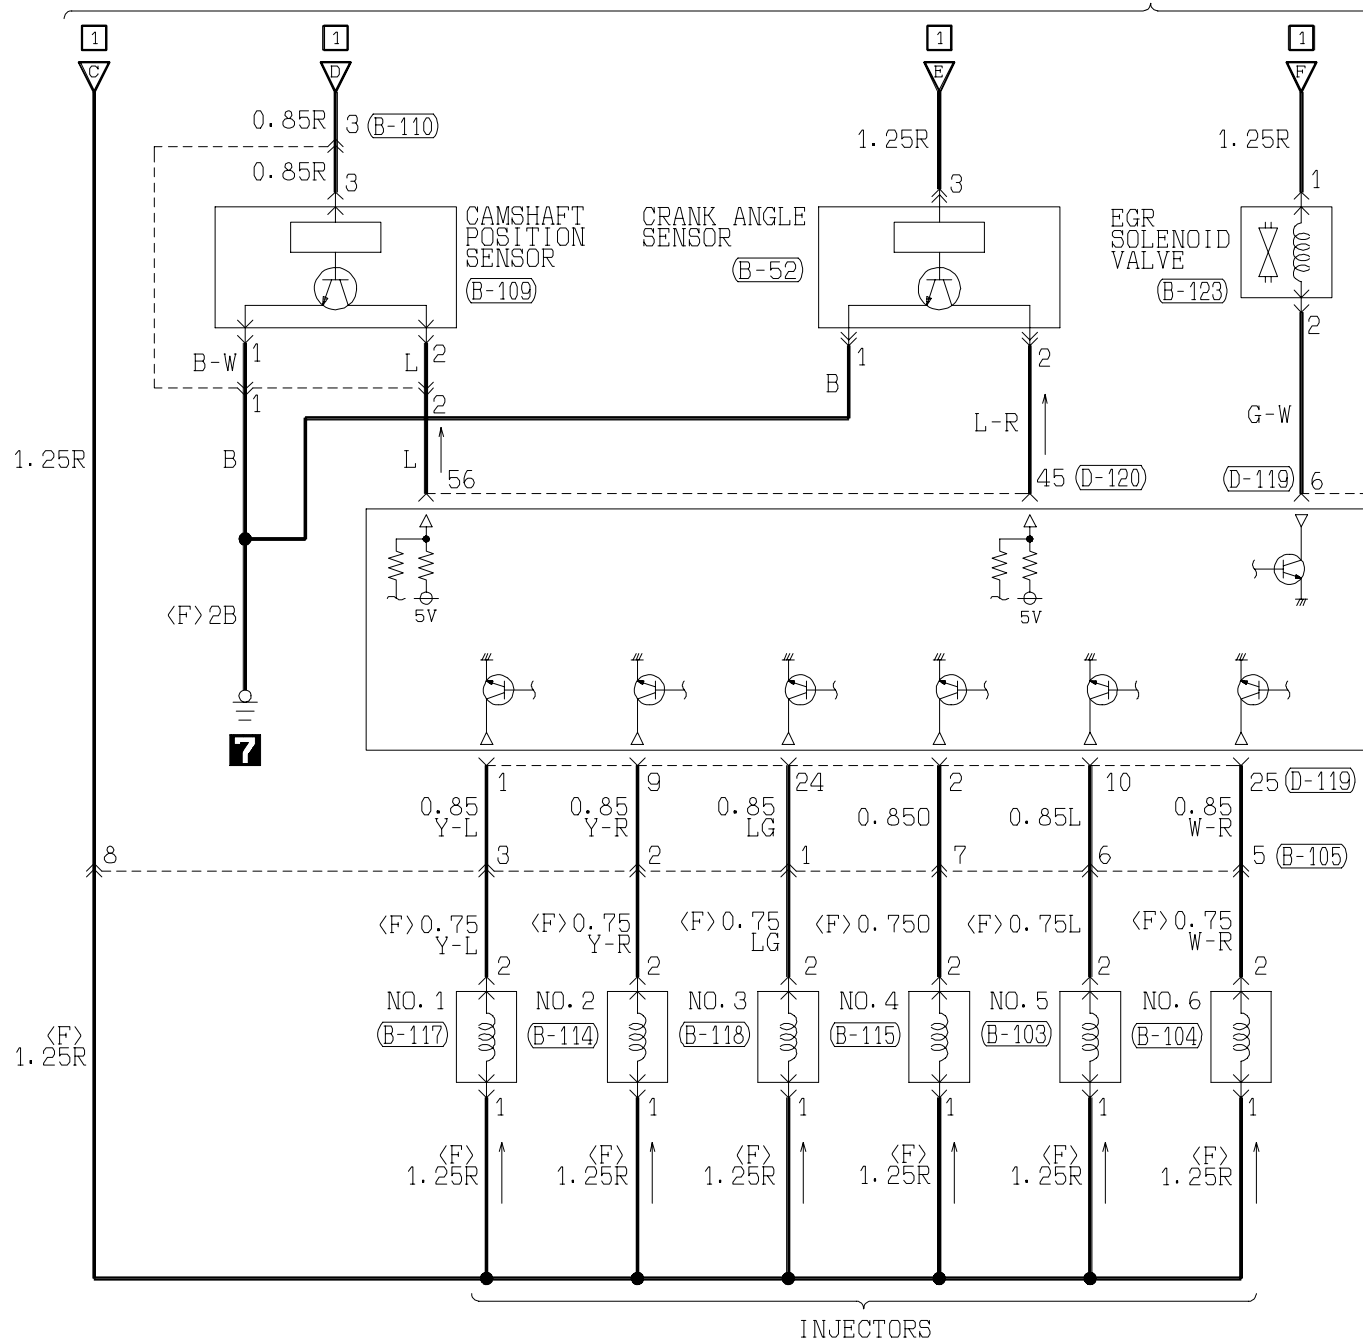 1 1 1 1
C D E F
0.85R 3 (B-110)
1.25R
1.25R
0.85R
3
3
1
CAMSHAFT
POSITION
SENSOR
(B-109)
CRANK ANGLE
SENSOR
(B-52)
EGR
SOLENOID
VALVE
(B-123)
2
B-W 1
L 2
1
2
B
1
2
L-R
G-W
1.25R
B
L
56
45 (D-120)
(D-119) 6
5V
5V
<F>2B
7
1 9 24 2 10 25 (D-119)
0.85
Y-L
0.85
Y-R
0.85
LG
0.85O
0.85L
0.85
W-R
8 3 2 1 7 6 5 (B-105)
<F>0.75
Y-L
<F>0.75
Y-R
<F>0.75
LG
<F>0.75O
<F>0.75L
<F>0.75
W-R
2 2 2 2 2 2
NO.1
(B-117)
NO.2
(B-114)
NO.3
(B-118)
NO.4
(B-115)
NO.5
(B-103)
NO.6
(B-104)
<F>
1.25R
1 1 1 1 1 1
<F>
1.25R
<F>
1.25R
<F>
1.25R
<F>
1.25R
<F>
1.25R
<F>
1.25R
INJECTORS